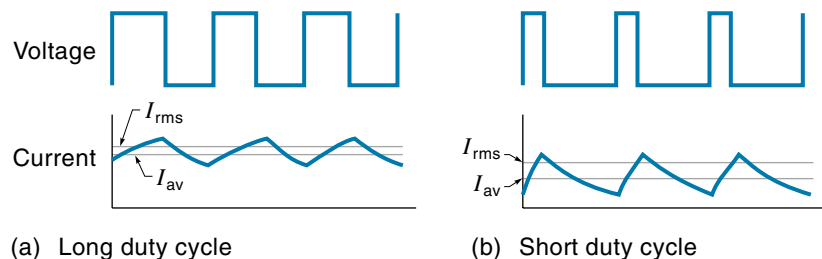 Voltage
I_rms
Current
I_av
(a) Long duty cycle
I_rms
I_av
(b) Short duty cycle